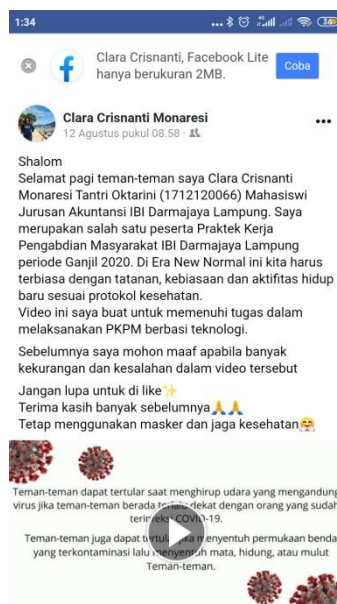 1:34
Clara Crisnanti, Facebook Lite
hanya berukuran 2MB.
Coba
Clara Crisnanti Monaresi
12 Agustus pukul 08.58
Shalom
Selamat pagi teman-teman saya Clara Crisnanti
Monaresi Tantri Oktarini (1712120066) Mahasiswi
Jurusan Akuntansi IBI Darmajaya Lampung. Saya
merupakan salah satu peserta Praktek Kerja
Pengabdian Masyarakat IBI Darmajaya Lampung
periode Ganjil 2020. Di Era New Normal ini kita harus
terbiasa dengan tatanan, kebiasaan dan aktifitas hidup
baru sesuai protokol kesehatan.
Video ini saya buat untuk memenuhi tugas dalam
melaksanakan PKPM berbasi teknologi.
Sebelumnya saya mohon maaf apabila banyak
kekurangan dan kesalahan dalam video tersebut
Jangan lupa untuk di like✨
Terima kasih banyak sebelumnya🙏🙏
Tetap menggunakan masker dan jaga kesehatan
Teman-teman dapat tertular saat menghirup udara yang mengandung
virus jika teman-teman berada terlalu dekat dengan orang yang sudah
COVID-19.
Teman-teman juga dapat jika menyentuh permukaan benda
yang terkontaminasi lalu menyentuh mata, hidung, atau mulut
Teman-teman.